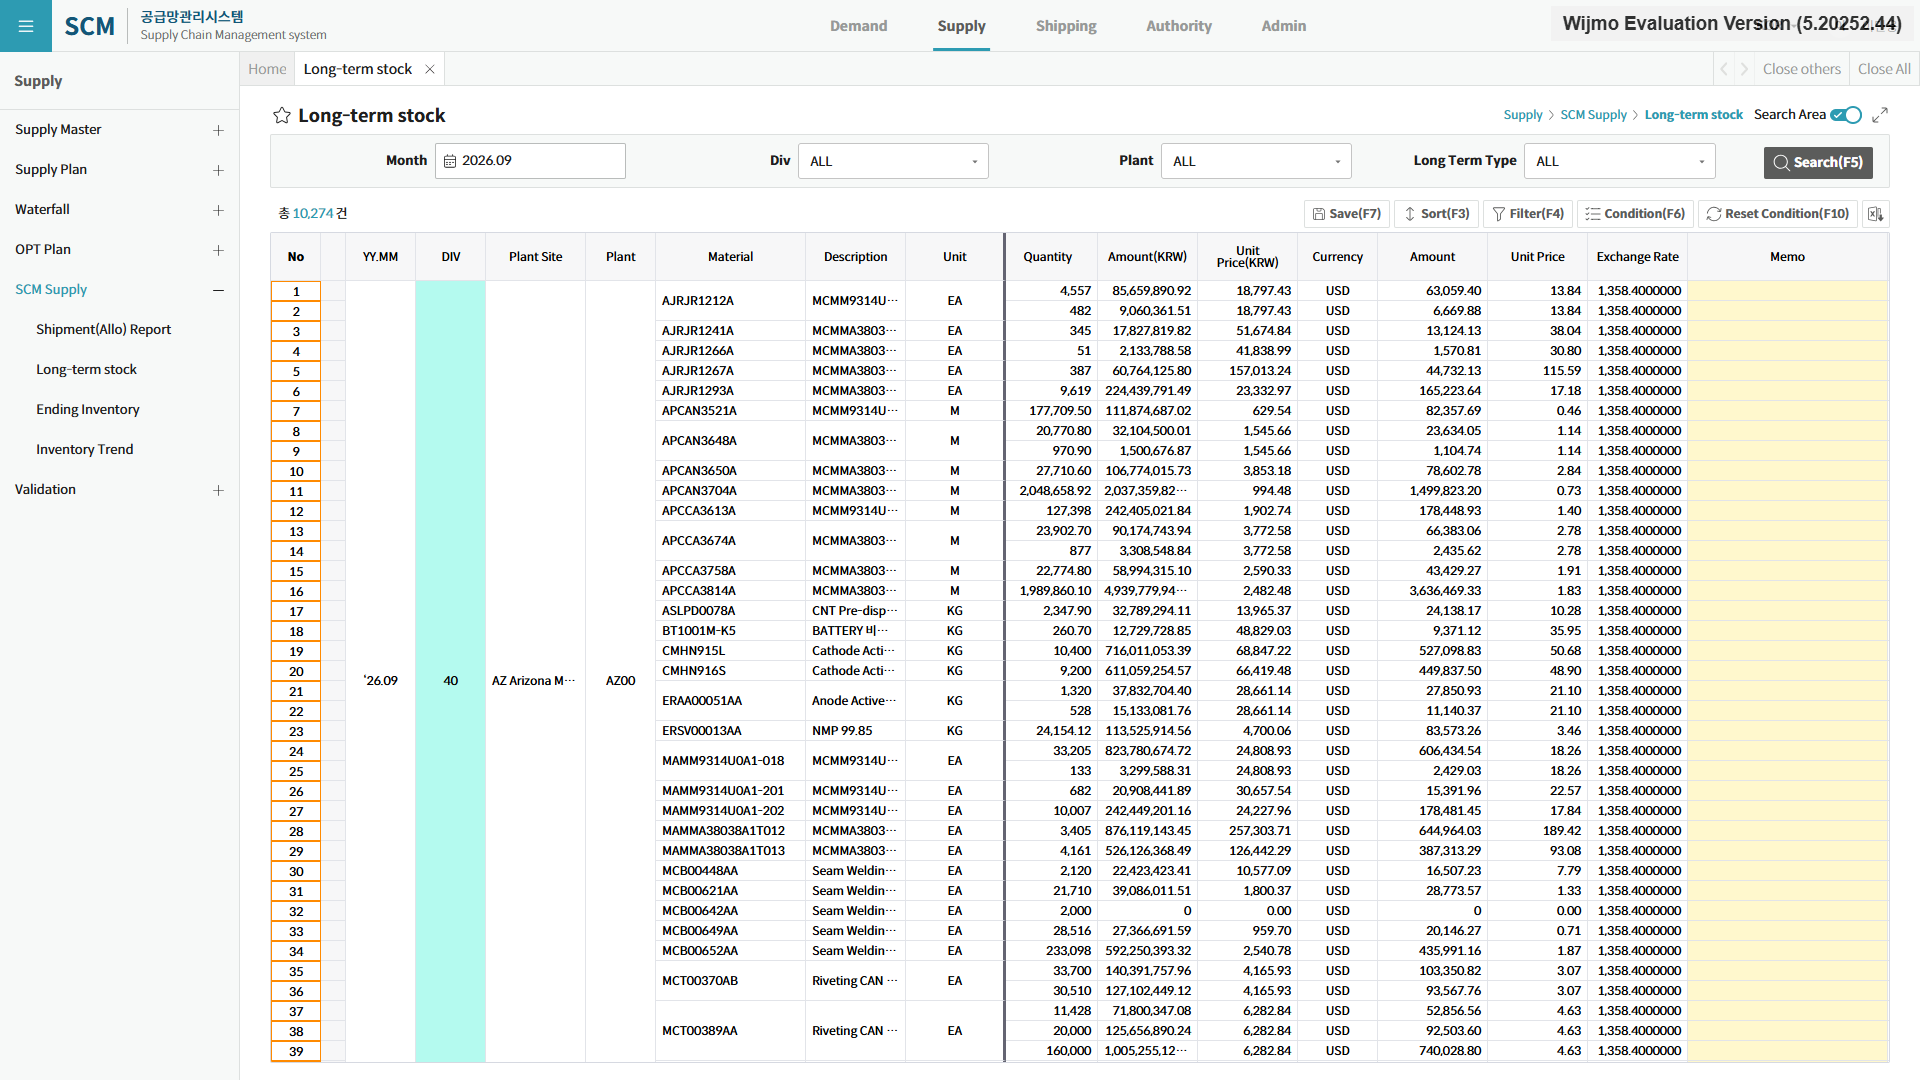 SCM
공급망관리시스템
Supply Chain Management system
Demand
Supply
Shipping
Authority
Admin
Wijmo Evaluation Version (5.20252.44)
Supply
Home
Long-term stock
Close others
Close All
Supply Master
Supply Plan
Waterfall
OPT Plan
SCM Supply
Shipment(Allo) Report
Long-term stock
Ending Inventory
Inventory Trend
Validation
Long-term stock
Supply > SCM Supply > Long-term stock
Search Area
Month 2026.09
Div ALL
Plant ALL
Long Term Type ALL
Search(F5)
총 10,274 건
Save(F7)
Sort(F3)
Filter(F4)
Condition(F6)
Reset Condition(F10)
No YY.MM DIV Plant Site Plant Material Description Unit Quantity Amount(KRW) Unit Price(KRW) Currency Amount Unit Price Exchange Rate Memo
'26.09 40 AZ Arizona M··· AZ00
1 AJRJR1212A MCMM9314U··· EA 4,557 85,659,890.92 18,797.43 USD 63,059.40 13.84 1,358.4000000
2 482 9,060,361.51 18,797.43 USD 6,669.88 13.84 1,358.4000000
3 AJRJR1241A MCMMA3803··· EA 345 17,827,819.82 51,674.84 USD 13,124.13 38.04 1,358.4000000
4 AJRJR1266A MCMMA3803··· EA 51 2,133,788.58 41,838.99 USD 1,570.81 30.80 1,358.4000000
5 AJRJR1267A MCMMA3803··· EA 387 60,764,125.80 157,013.24 USD 44,732.13 115.59 1,358.4000000
6 AJRJR1293A MCMMA3803··· EA 9,619 224,439,791.49 23,332.97 USD 165,223.64 17.18 1,358.4000000
7 APCAN3521A MCMM9314U··· M 177,709.50 111,874,687.02 629.54 USD 82,357.69 0.46 1,358.4000000
8 APCAN3648A MCMMA3803··· M 20,770.80 32,104,500.01 1,545.66 USD 23,634.05 1.14 1,358.4000000
9 970.90 1,500,676.87 1,545.66 USD 1,104.74 1.14 1,358.4000000
10 APCAN3650A MCMMA3803··· M 27,710.60 106,774,015.73 3,853.18 USD 78,602.78 2.84 1,358.4000000
11 APCAN3704A MCMMA3803··· M 2,048,658.92 2,037,359,82··· 994.48 USD 1,499,823.20 0.73 1,358.4000000
12 APCCA3613A MCMM9314U··· M 127,398 242,405,021.84 1,902.74 USD 178,448.93 1.40 1,358.4000000
13 APCCA3674A MCMMA3803··· M 23,902.70 90,174,743.94 3,772.58 USD 66,383.06 2.78 1,358.4000000
14 877 3,308,548.84 3,772.58 USD 2,435.62 2.78 1,358.4000000
15 APCCA3758A MCMMA3803··· M 22,774.80 58,994,315.10 2,590.33 USD 43,429.27 1.91 1,358.4000000
16 APCCA3814A MCMMA3803··· M 1,989,860.10 4,939,779,94··· 2,482.48 USD 3,636,469.33 1.83 1,358.4000000
17 ASLPD0078A CNT Pre-disp··· KG 2,347.90 32,789,294.11 13,965.37 USD 24,138.17 10.28 1,358.4000000
18 BT1001M-K5 BATTERY 비··· KG 260.70 12,729,728.85 48,829.03 USD 9,371.12 35.95 1,358.4000000
19 CMHN915L Cathode Acti··· KG 10,400 716,011,053.39 68,847.22 USD 527,098.83 50.68 1,358.4000000
20 CMHN916S Cathode Acti··· KG 9,200 611,059,254.57 66,419.48 USD 449,837.50 48.90 1,358.4000000
21 ERAA00051AA Anode Active··· KG 1,320 37,832,704.40 28,661.14 USD 27,850.93 21.10 1,358.4000000
22 528 15,133,081.76 28,661.14 USD 11,140.37 21.10 1,358.4000000
23 ERSV00013AA NMP 99.85 KG 24,154.12 113,525,914.56 4,700.06 USD 83,573.26 3.46 1,358.4000000
24 MAMM9314U0A1-018 MCMM9314U··· EA 33,205 823,780,674.72 24,808.93 USD 606,434.54 18.26 1,358.4000000
25 133 3,299,588.31 24,808.93 USD 2,429.03 18.26 1,358.4000000
26 MAMM9314U0A1-201 MCMM9314U··· EA 682 20,908,441.89 30,657.54 USD 15,391.96 22.57 1,358.4000000
27 MAMM9314U0A1-202 MCMM9314U··· EA 10,007 242,449,201.16 24,227.96 USD 178,481.45 17.84 1,358.4000000
28 MAMMA38038A1T012 MCMMA3803··· EA 3,405 876,119,143.45 257,303.71 USD 644,964.03 189.42 1,358.4000000
29 MAMMA38038A1T013 MCMMA3803··· EA 4,161 526,126,368.49 126,442.29 USD 387,313.29 93.08 1,358.4000000
30 MCB00448AA Seam Weldin··· EA 2,120 22,423,423.41 10,577.09 USD 16,507.23 7.79 1,358.4000000
31 MCB00621AA Seam Weldin··· EA 21,710 39,086,011.51 1,800.37 USD 28,773.57 1.33 1,358.4000000
32 MCB00642AA Seam Weldin··· EA 2,000 0 0.00 USD 0 0.00 1,358.4000000
33 MCB00649AA Seam Weldin··· EA 28,516 27,366,691.59 959.70 USD 20,146.27 0.71 1,358.4000000
34 MCB00652AA Seam Weldin··· EA 233,098 592,250,393.32 2,540.78 USD 435,991.16 1.87 1,358.4000000
35 MCT00370AB Riveting CAN ··· EA 33,700 140,391,757.96 4,165.93 USD 103,350.82 3.07 1,358.4000000
36 30,510 127,102,449.12 4,165.93 USD 93,567.76 3.07 1,358.4000000
37 MCT00389AA Riveting CAN ··· EA 11,428 71,800,347.08 6,282.84 USD 52,856.56 4.63 1,358.4000000
38 20,000 125,656,890.24 6,282.84 USD 92,503.60 4.63 1,358.4000000
39 160,000 1,005,255,12··· 6,282.84 USD 740,028.80 4.63 1,358.4000000